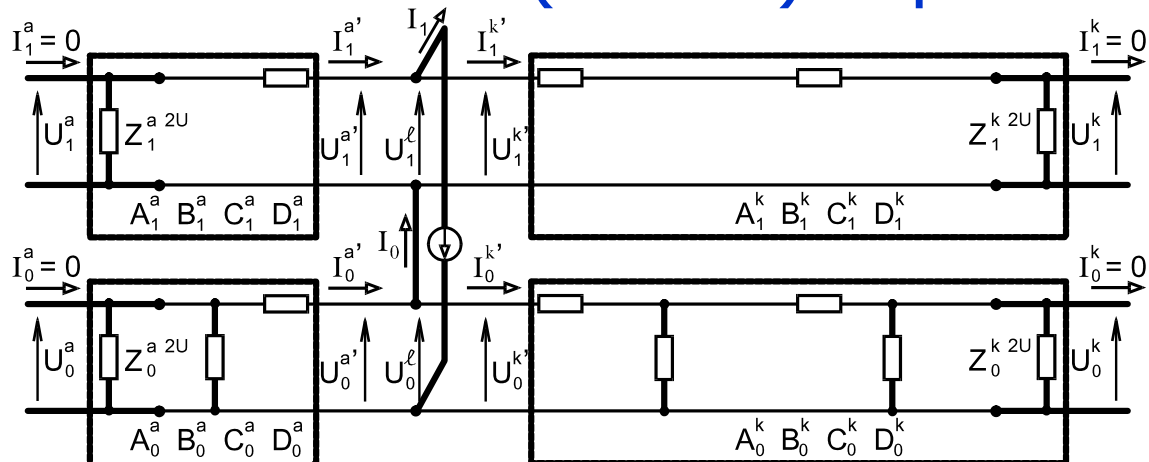 I₁
I₁ᵃ = 0 I₁ᵃ’ I₁ᵏ’ I₁ᵏ = 0
U₁ᵃ Z₁ᵃ ²ᵁ U₁ᵃ’ U₁ˡ U₁ᵏ’ Z₁ᵏ ²ᵁ U₁ᵏ
A₁ᵃ B₁ᵃ C₁ᵃ D₁ᵃ A₁ᵏ B₁ᵏ C₁ᵏ D₁ᵏ
I₀
I₀ᵃ = 0 I₀ᵃ’ I₀ᵏ’ I₀ᵏ = 0
U₀ᵃ Z₀ᵃ ²ᵁ U₀ᵃ’ U₀ˡ U₀ᵏ’ Z₀ᵏ ²ᵁ U₀ᵏ
A₀ᵃ B₀ᵃ C₀ᵃ D₀ᵃ A₀ᵏ B₀ᵏ C₀ᵏ D₀ᵏ